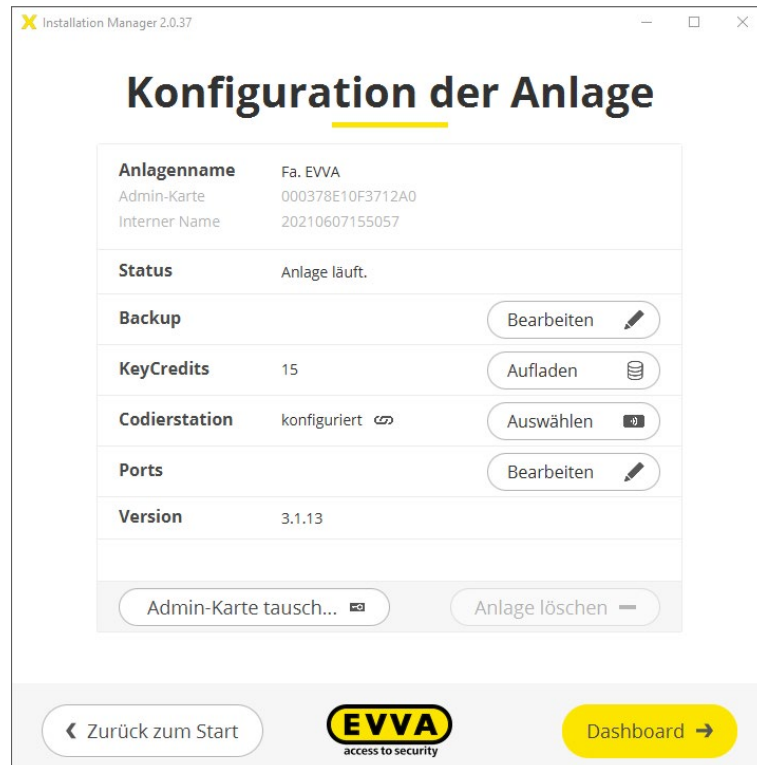 Installation Manager 2.0.37
Konfiguration der Anlage
Anlagenname Fa. EVVA
Admin-Karte 000378E10F3712A0
Interner Name 20210607155057
Status Anlage läuft.
Backup Bearbeiten
KeyCredits 15 Aufladen
Codierstation konfiguriert Auswählen
Ports Bearbeiten
Version 3.1.13
Admin-Karte tausch... Anlage löschen
Zurück zum Start EVVA Dashboard
access to security